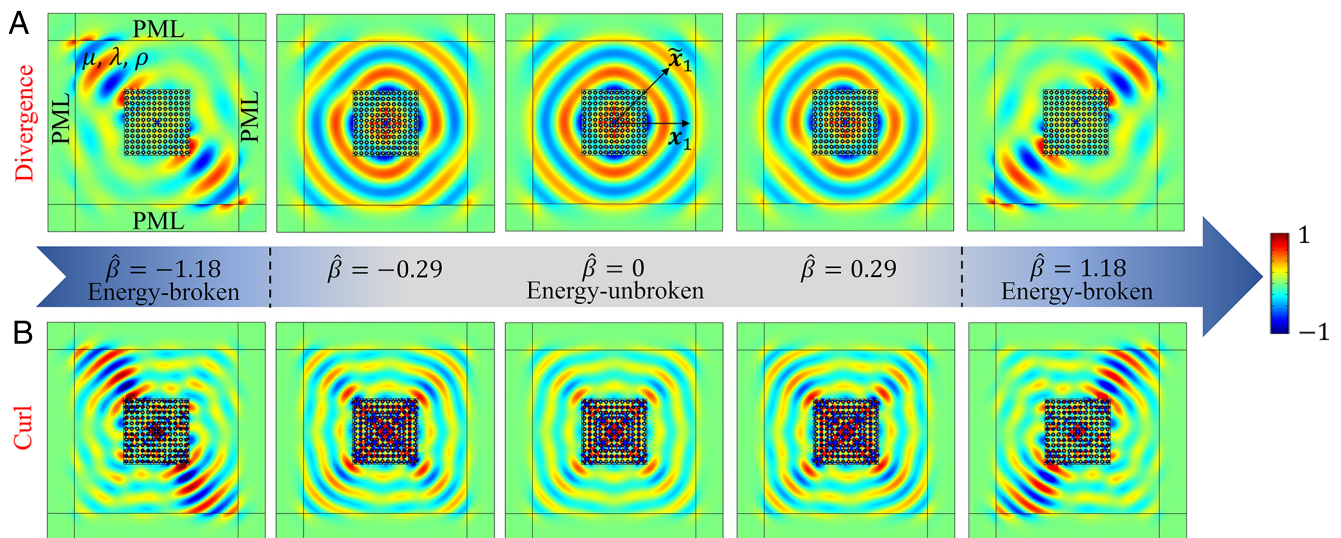 A
Divergence
PML
μ, λ, ρ
PML
PML
PML
x̃₁
x₁
β̂ = −1.18
Energy-broken
β̂ = −0.29
β̂ = 0
Energy-unbroken
β̂ = 0.29
β̂ = 1.18
Energy-broken
1
−1
B
Curl